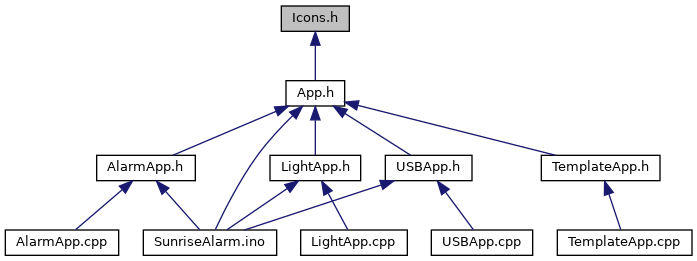 Icons.h
App.h
AlarmApp.h
LightApp.h
USBApp.h
TemplateApp.h
AlarmApp.cpp
SunriseAlarm.ino
LightApp.cpp
USBApp.cpp
TemplateApp.cpp